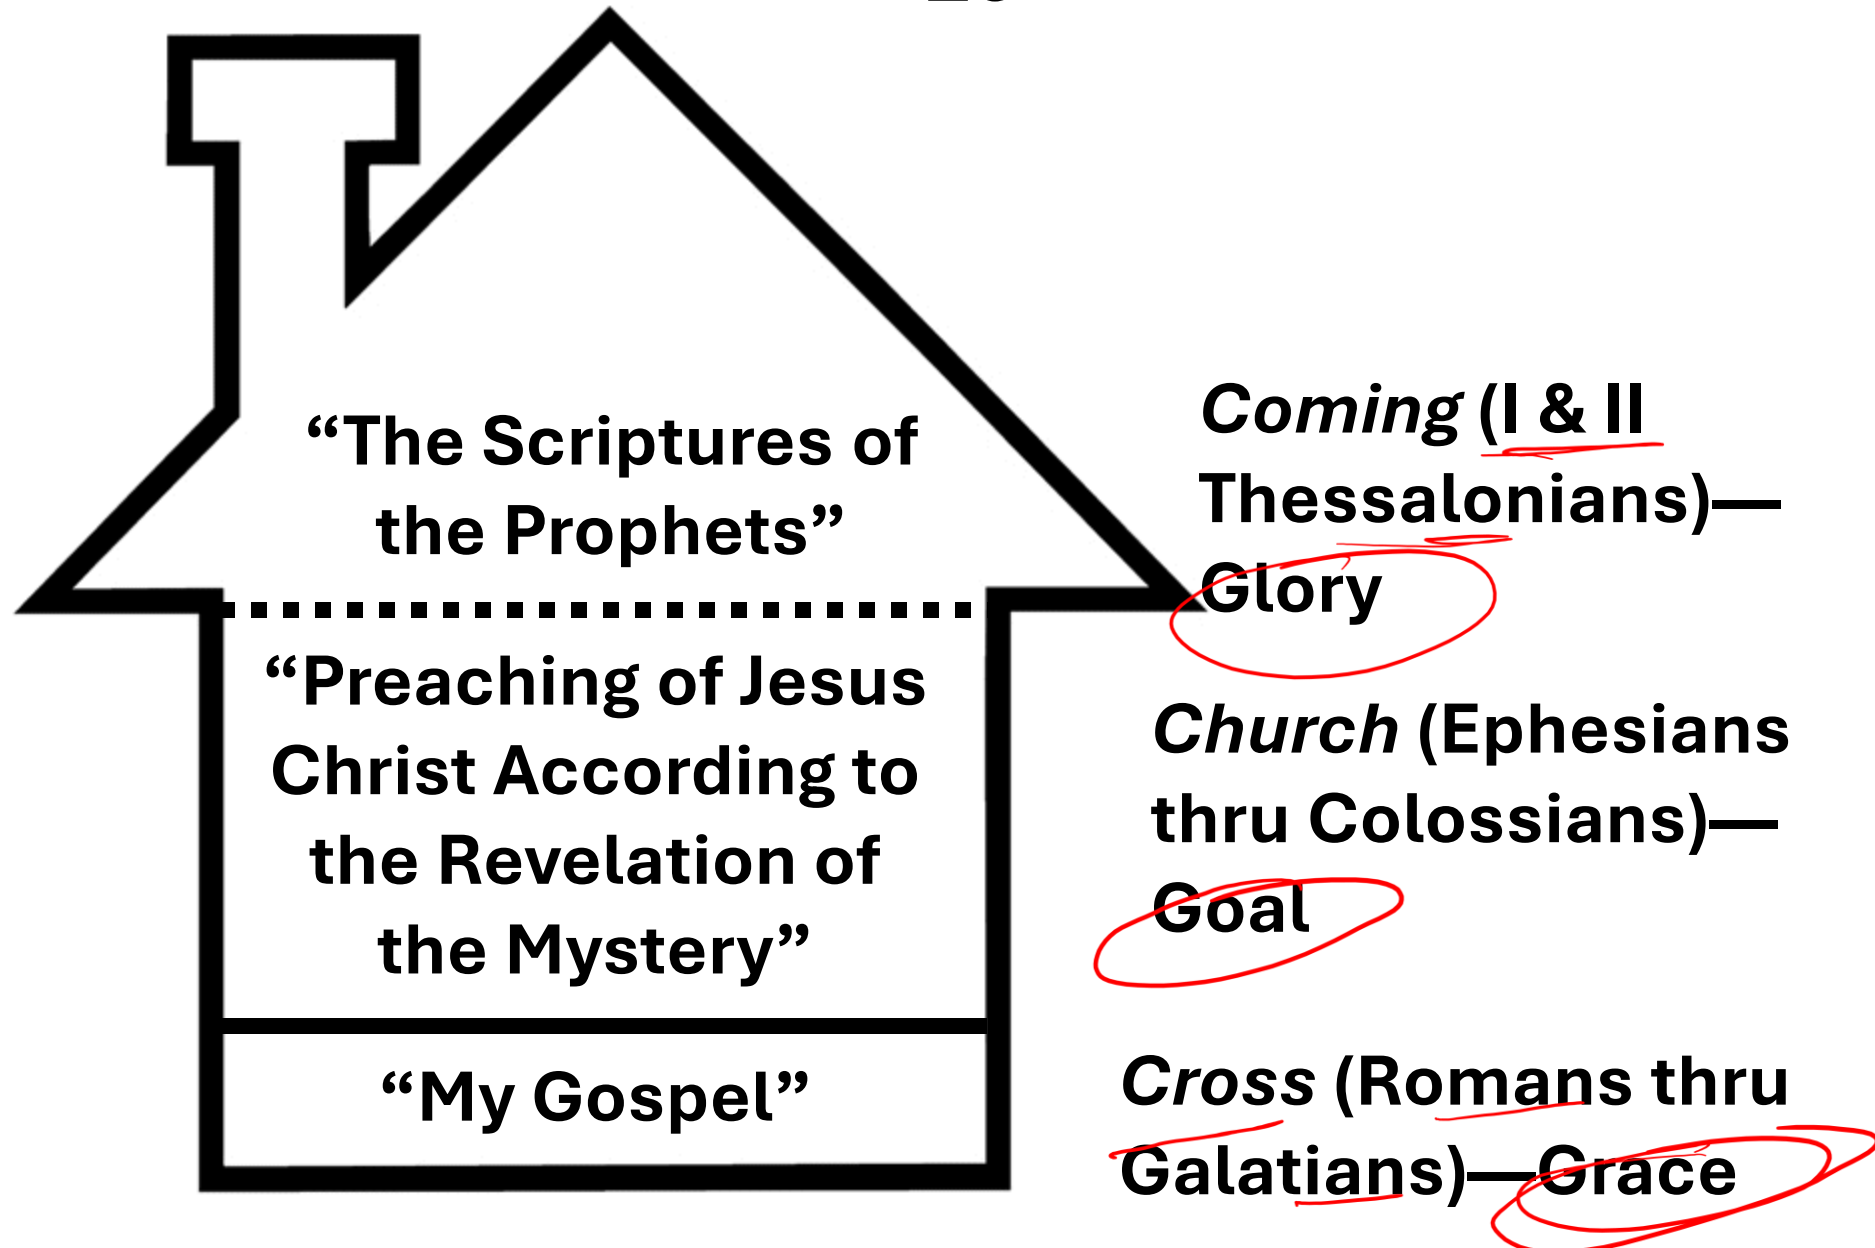 “The Scriptures of
the Prophets”
“Preaching of Jesus
Christ According to
the Revelation of
the Mystery”
“My Gospel”
Coming (I & II
Thessalonians)—
Glory
Church (Ephesians
thru Colossians)—
Goal
Cross (Romans thru
Galatians)—Grace